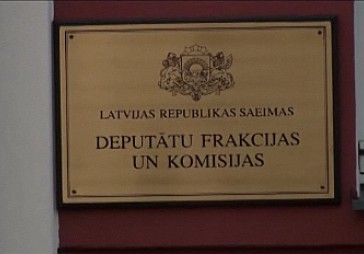 LATVIJAS REPUBLIKAS SAEIMAS
DEPUTĀTU FRAKCIJAS
UN KOMISIJAS